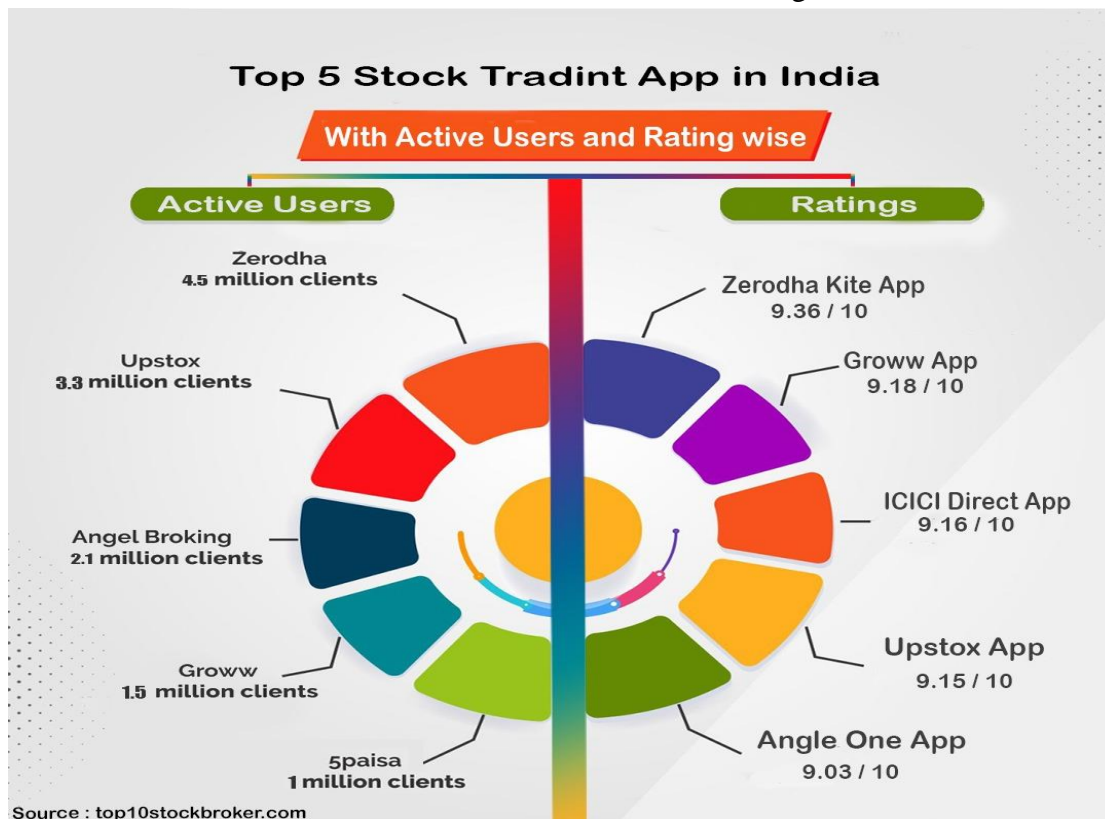 Top 5 Stock Tradint App in India
With Active Users and Rating wise
Active Users
Zerodha
4.5 million clients
Upstox
3.3 million clients
Angel Broking
2.1 million clients
Groww
1.5 million clients
5paisa
1 million clients
Ratings
Zerodha Kite App
9.36 / 10
Groww App
9.18 / 10
ICICI Direct App
9.16 / 10
Upstox App
9.15 / 10
Angle One App
9.03 / 10
Source : top10stockbroker.com